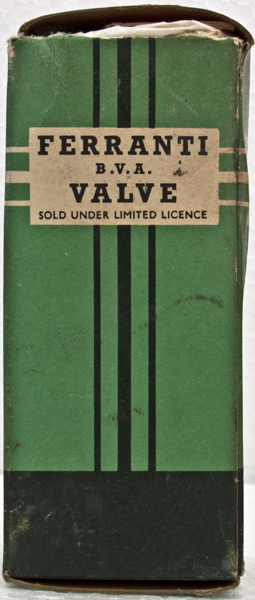 FERRANTI
B.V.A.
VALVE
SOLD UNDER LIMITED LICENCE